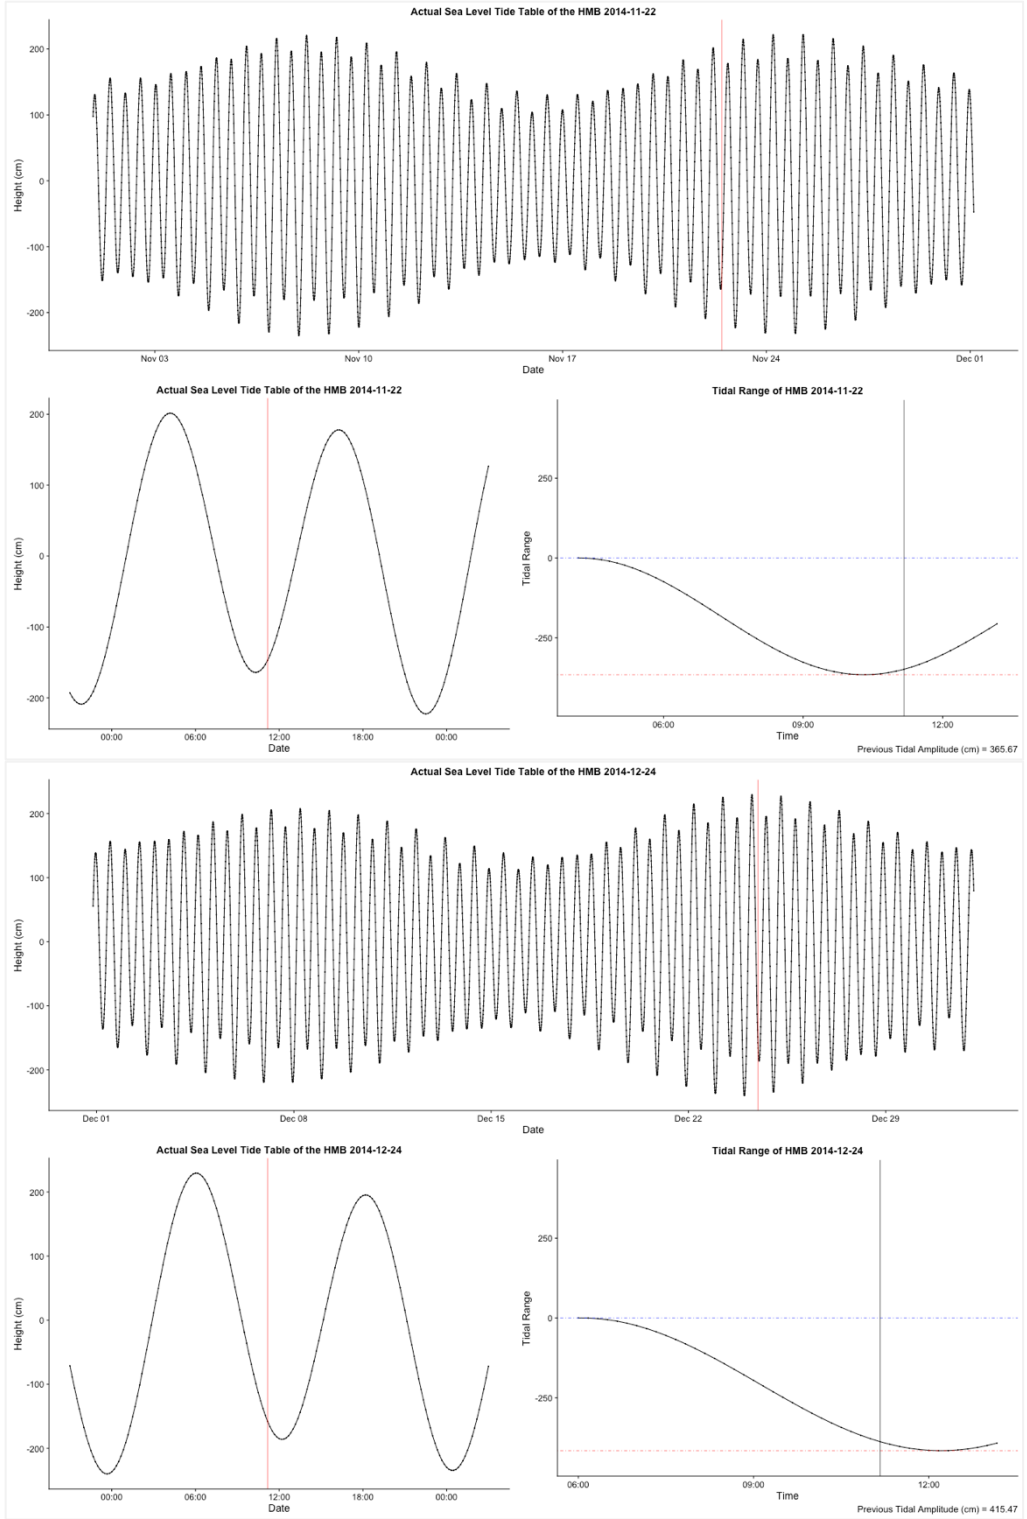 Actual Sea Level Tide Table of the HMB 2014-11-22
Height (cm)
200
100
0
-100
-200
Nov 03
Nov 10
Nov 17
Nov 24
Dec 01
Date
Actual Sea Level Tide Table of the HMB 2014-11-22
Height (cm)
200
100
0
-100
-200
00:00
06:00
12:00
18:00
00:00
Date
Tidal Range of HMB 2014-11-22
Tidal Range
250
0
-250
06:00
09:00
12:00
Time
Previous Tidal Amplitude (cm) = 365.67
Actual Sea Level Tide Table of the HMB 2014-12-24
Height (cm)
200
100
0
-100
-200
Dec 01
Dec 08
Dec 15
Dec 22
Dec 29
Date
Actual Sea Level Tide Table of the HMB 2014-12-24
Height (cm)
200
100
0
-100
-200
00:00
06:00
12:00
18:00
00:00
Date
Tidal Range of HMB 2014-12-24
Tidal Range
250
0
-250
06:00
09:00
12:00
Time
Previous Tidal Amplitude (cm) = 415.47